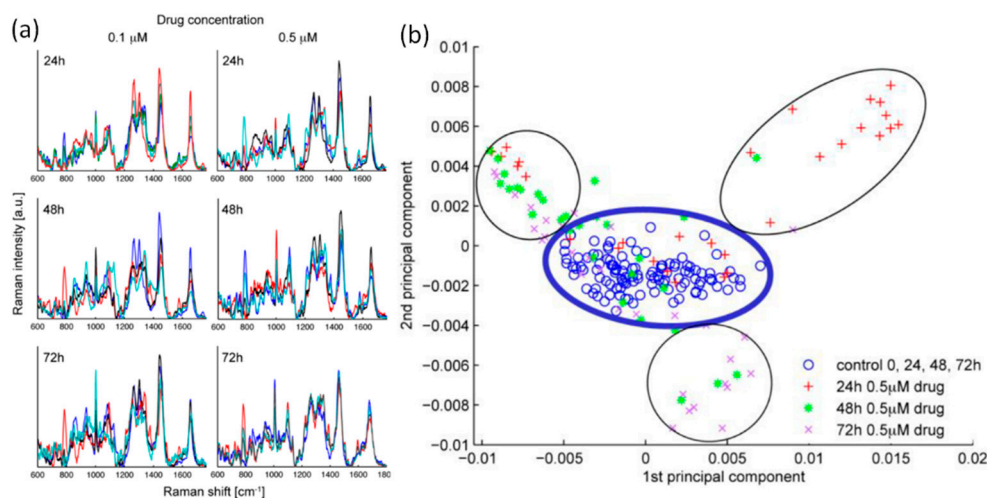 (a)
Drug concentration
0.1 μM 0.5 μM
24h 24h
600 800 1000 1200 1400 1600 600 800 1000 1200 1400 1600
48h 48h
600 800 1000 1200 1400 1600 600 800 1000 1200 1400 1600
72h 72h
600 800 1000 1200 1400 1600 600 800 1000 1200 1400 1600 180
Raman intensity [a.u.]
Raman shift [cm⁻¹]
(b)
0.01
0.008
0.006
0.004
0.002
0
−0.002
−0.004
−0.006
−0.008
−0.01
2nd principal component
control 0, 24, 48, 72h
24h 0.5μM drug
48h 0.5μM drug
72h 0.5μM drug
−0.01 −0.005 0 0.005 0.01 0.015 0.02
1st principal component